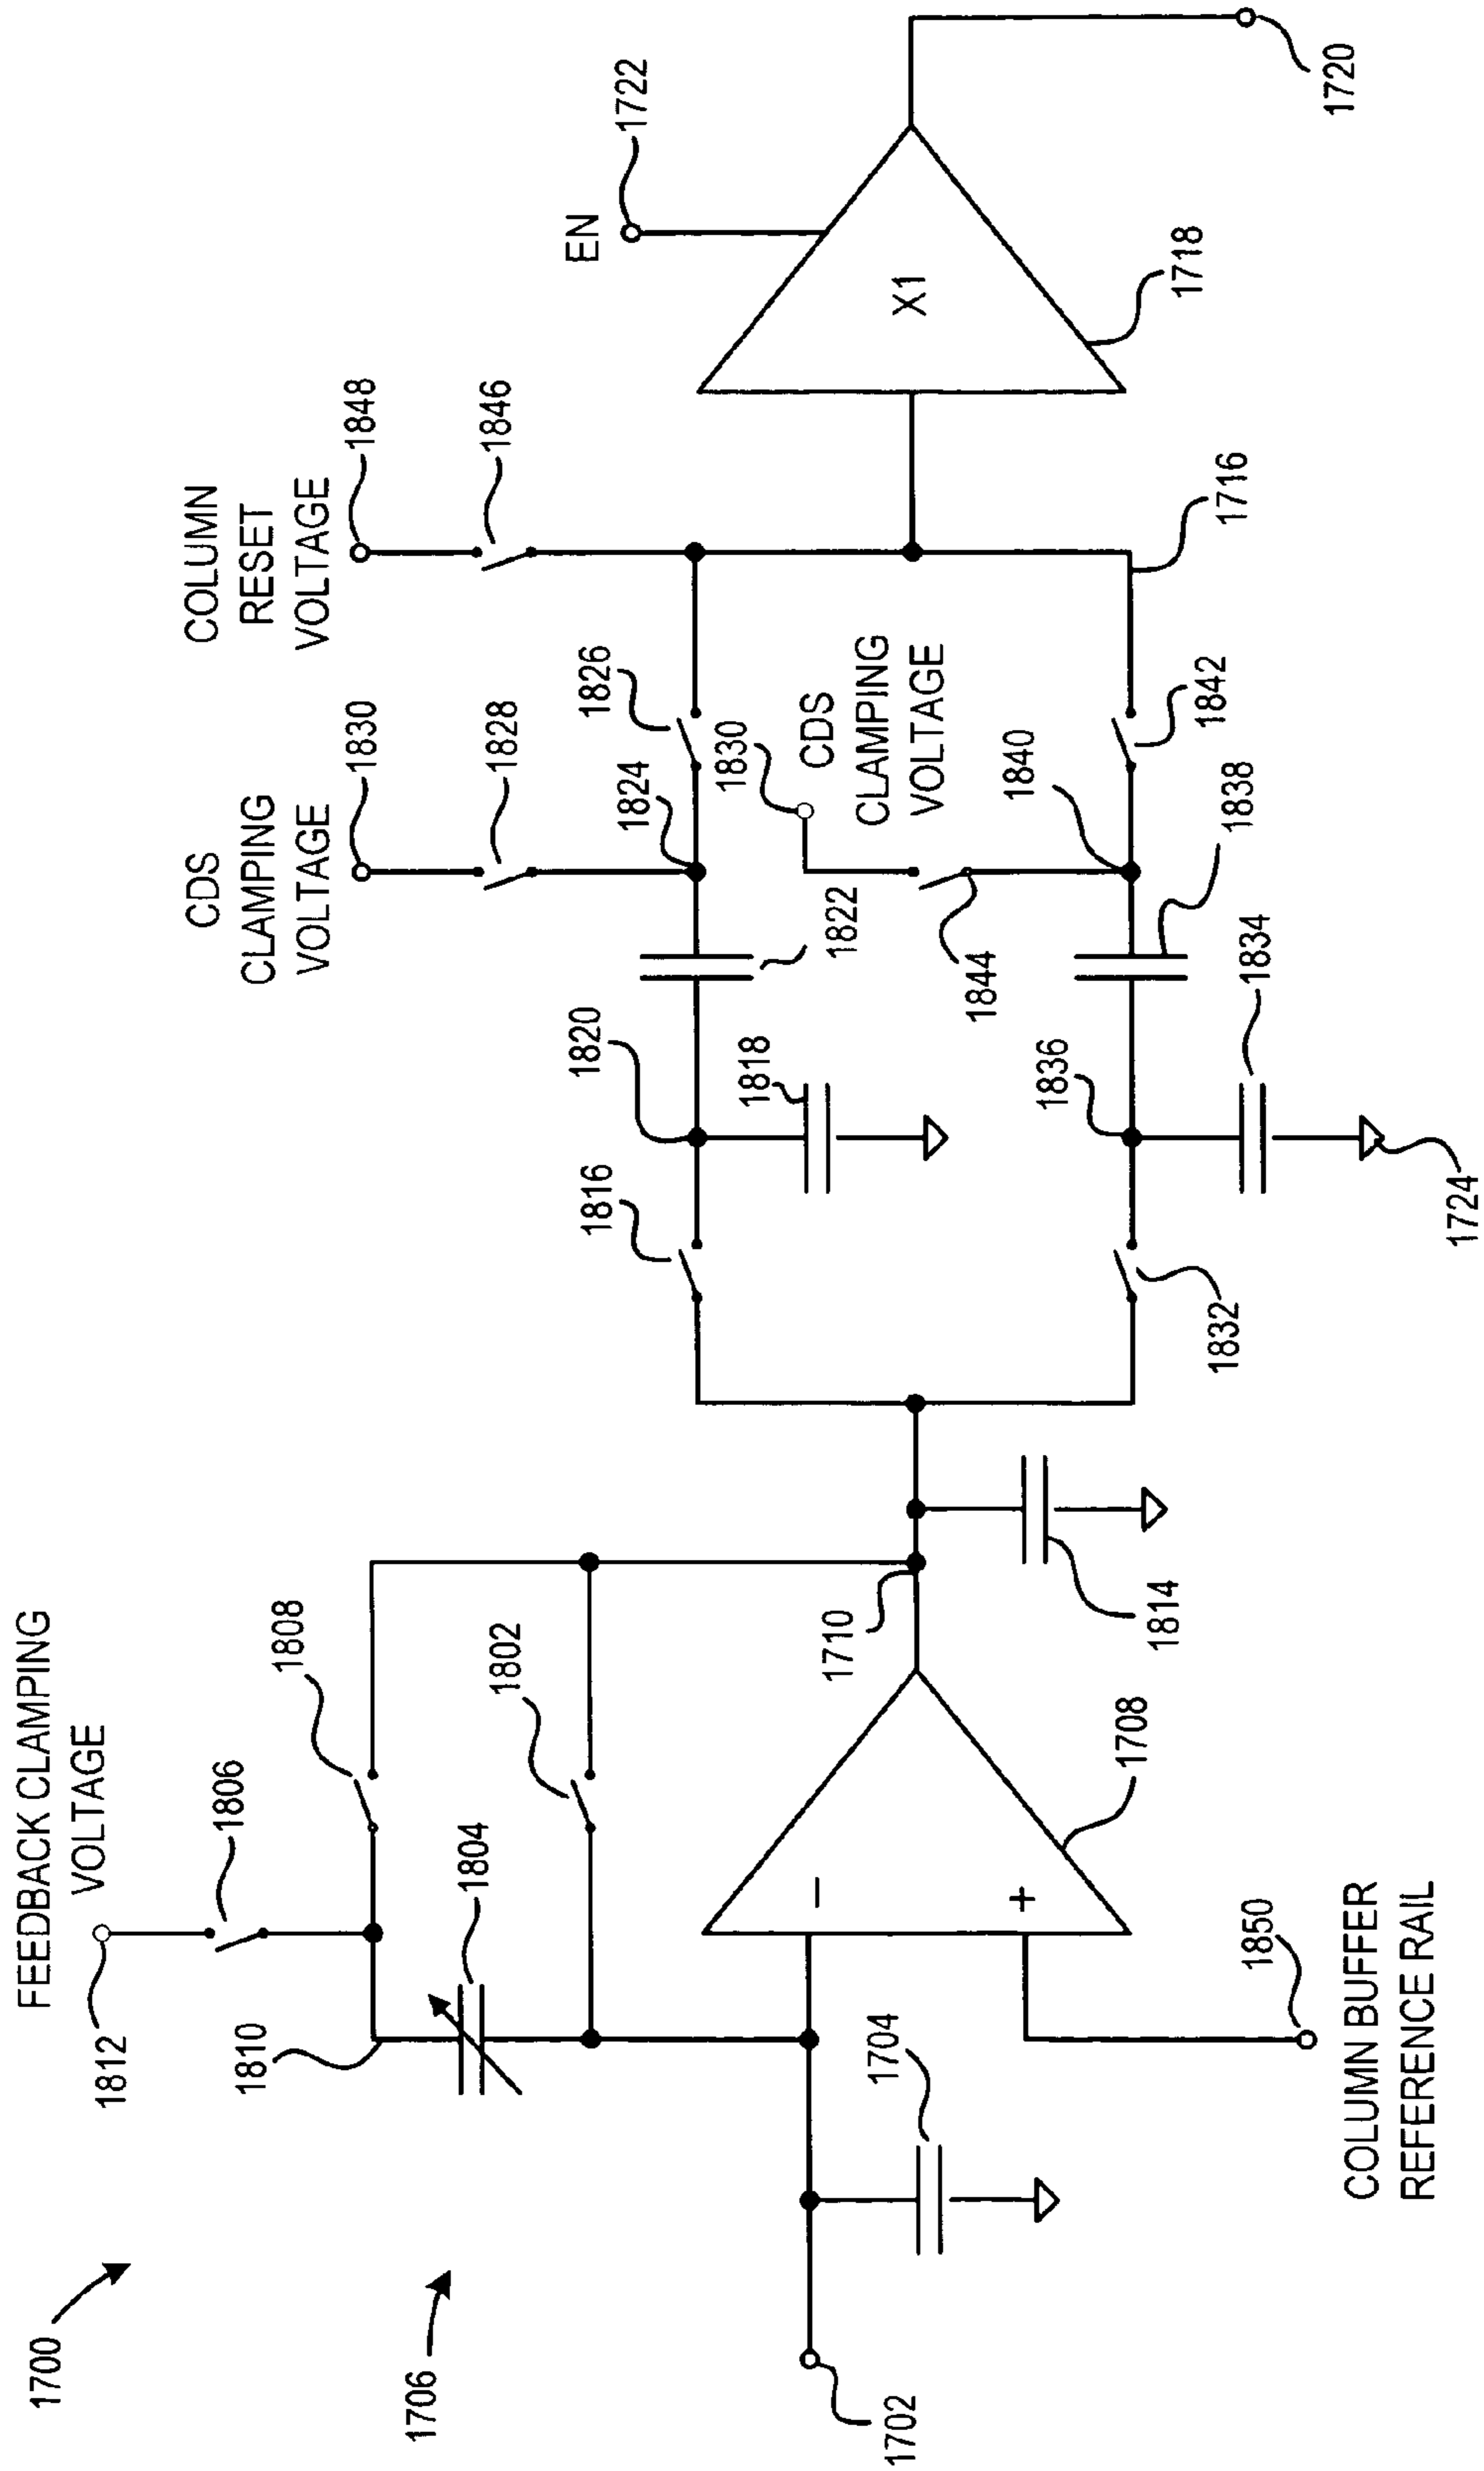 1700
1706
1702
1704
FEEDBACK CLAMPING
VOLTAGE
1812
1806
1808
1810
1804
1802
–
+
1708
1710
1814
COLUMN BUFFER
REFERENCE RAIL
1850
1816
1820
1818
1822
1824
1826
CDS
CLAMPING
VOLTAGE
1830
1828
COLUMN
RESET
VOLTAGE
1848
1846
1830
CDS
CLAMPING
VOLTAGE
1844
1840
1842
1838
1836
1834
1832
1724
1716
X1
EN
1722
1718
1720